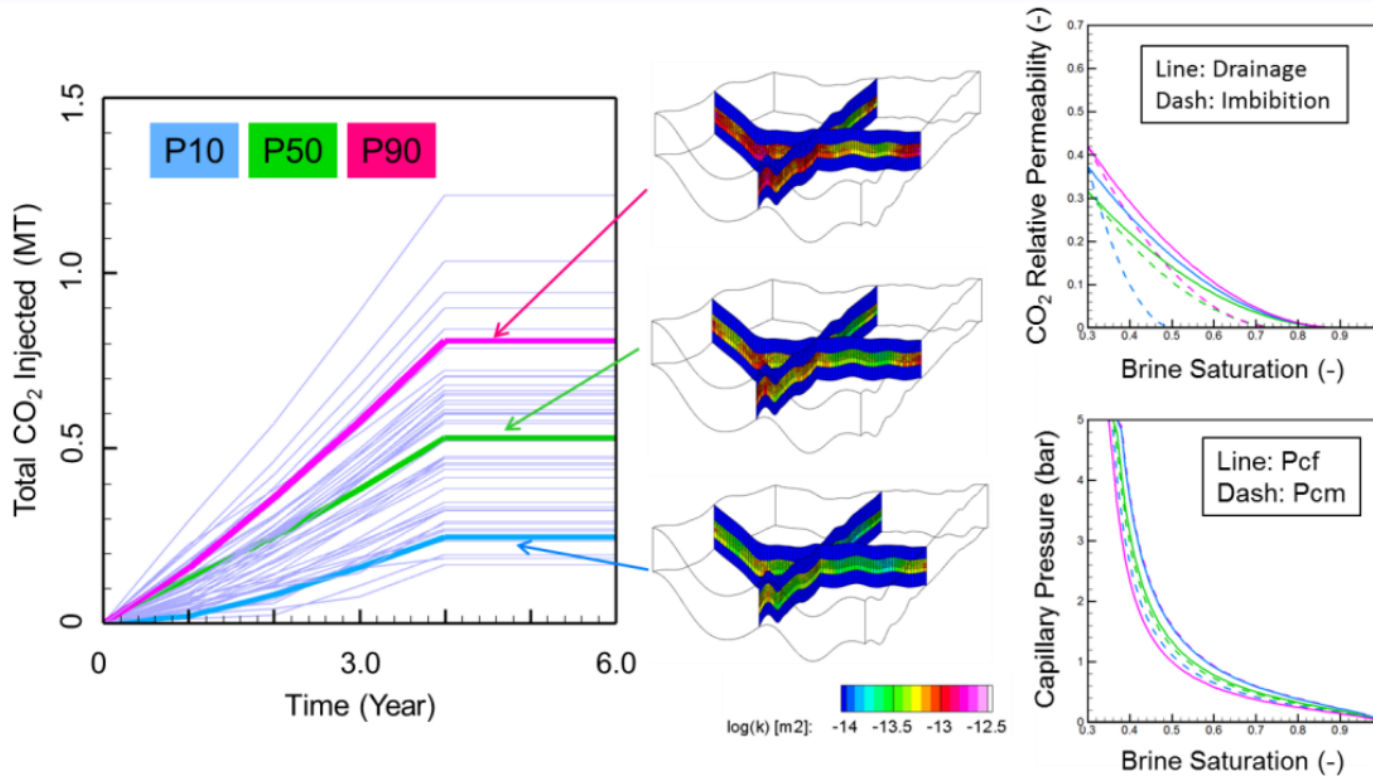 Total CO₂ Injected (MT)
1.5
1.0
0.5
0
P10 P50 P90
0 3.0 6.0
Time (Year)
log(k) [m2]: -14 -13.5 -13 -12.5
CO₂ Relative Permeability (-)
0.7
0.6
0.5
0.4
0.3
0.2
0.1
0
Line: Drainage
Dash: Imbibition
0.3 0.4 0.5 0.6 0.7 0.8 0.9
Brine Saturation (-)
Capillary Pressure (bar)
5
4
3
2
1
0
Line: Pcf
Dash: Pcm
0.3 0.4 0.5 0.6 0.7 0.8 0.9
Brine Saturation (-)